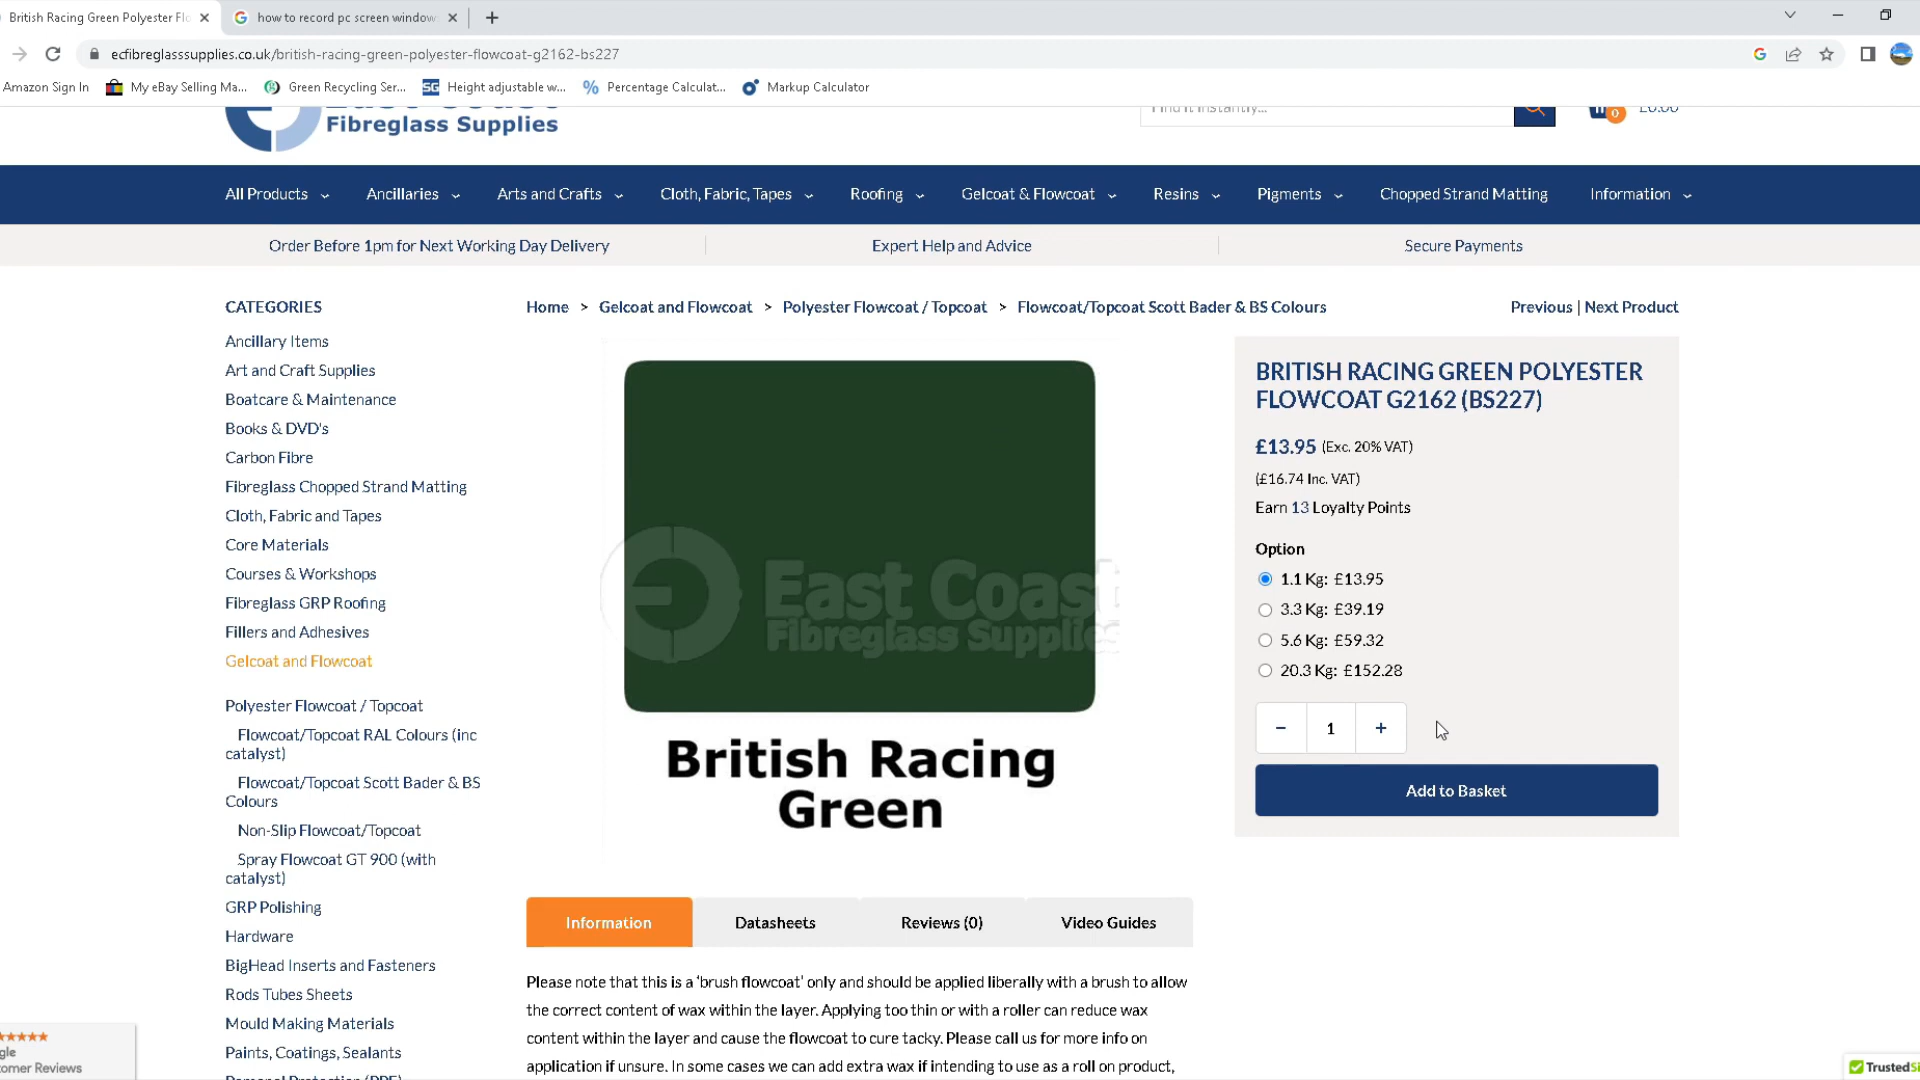 British Racing Green Polyester Flo
how to record pc screen window
ecfibreglasssupplies.co.uk/british-racing-green-polyester-flowcoat-g2162-bs227
Amazon Sign In
My eBay Selling Ma...
Green Recycling Ser...
SG
Height adjustable w...
Percentage Calculat...
Markup Calculator
East Coast
Fibreglass Supplies
Find it instantly...
0
£0.00
All Products
Ancillaries
Arts and Crafts
Cloth, Fabric, Tapes
Roofing
Gelcoat & Flowcoat
Resins
Pigments
Chopped Strand Matting
Information
Order Before 1pm for Next Working Day Delivery
Expert Help and Advice
Secure Payments
CATEGORIES
Ancillary Items
Art and Craft Supplies
Boatcare & Maintenance
Books & DVD's
Carbon Fibre
Fibreglass Chopped Strand Matting
Cloth, Fabric and Tapes
Core Materials
Courses & Workshops
Fibreglass GRP Roofing
Fillers and Adhesives
Gelcoat and Flowcoat
Polyester Flowcoat / Topcoat
Flowcoat/Topcoat RAL Colours (inc
catalyst)
Flowcoat/Topcoat Scott Bader & BS
Colours
Non-Slip Flowcoat/Topcoat
Spray Flowcoat GT 900 (with
catalyst)
GRP Polishing
Hardware
BigHead Inserts and Fasteners
Rods Tubes Sheets
Mould Making Materials
Paints, Coatings, Sealants
Home > Gelcoat and Flowcoat > Polyester Flowcoat / Topcoat > Flowcoat/Topcoat Scott Bader & BS Colours
Previous | Next Product
East Coast
Fibreglass Supplies
British Racing
Green
BRITISH RACING GREEN POLYESTER
FLOWCOAT G2162 (BS227)
£13.95 (Exc. 20% VAT)
(£16.74 Inc. VAT)
Earn 13 Loyalty Points
Option
1.1 Kg: £13.95
3.3 Kg: £39.19
5.6 Kg: £59.32
20.3 Kg: £152.28
− 1 +
Add to Basket
Information
Datasheets
Reviews (0)
Video Guides
Please note that this is a ‘brush flowcoat’ only and should be applied liberally with a brush to allow
the correct content of wax within the layer. Applying too thin or with a roller can reduce wax
content within the layer and cause the flowcoat to cure tacky. Please call us for more info on
application if unsure. In some cases we can add extra wax if intending to use as a roll on product,
gle
tomer Reviews
TrustedSi